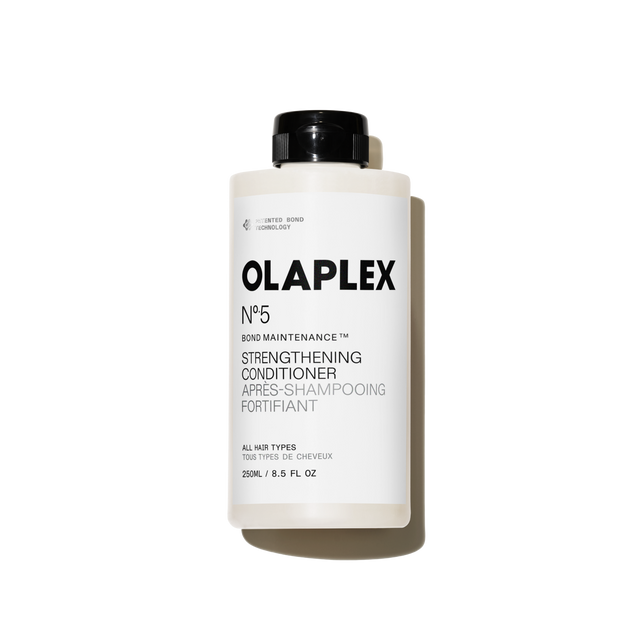 PATENTED BOND
TECHNOLOGY
OLAPLEX
Nº5
BOND MAINTENANCE™
STRENGTHENING
CONDITIONER
APRÈS-SHAMPOOING
FORTIFIANT
ALL HAIR TYPES
TOUS TYPES DE CHEVEUX
250ML / 8.5 FL OZ